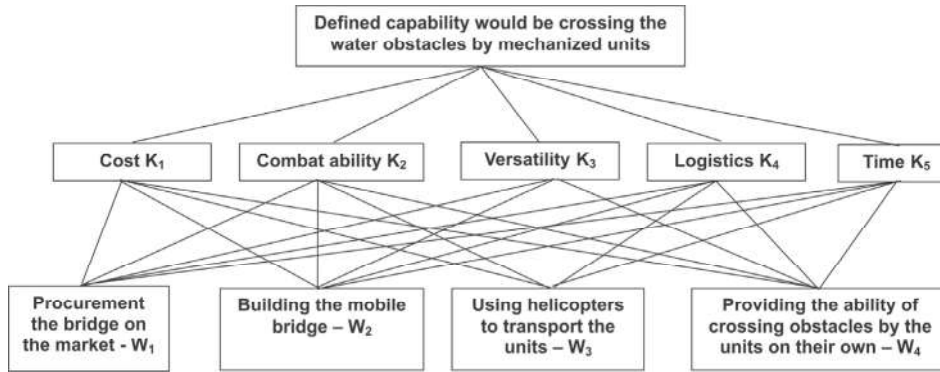 Defined capability would be crossing the
water obstacles by mechanized units
Cost K₁
Combat ability K₂
Versatility K₃
Logistics K₄
Time K₅
Procurement
the bridge on
the market - W₁
Building the mobile
bridge – W₂
Using helicopters
to transport the
units – W₃
Providing the ability of
crossing obstacles by the
units on their own – W₄